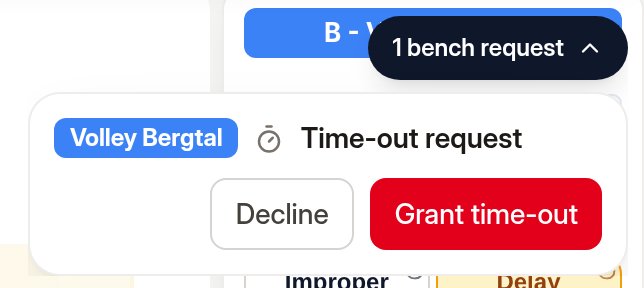 B - V
1 bench request
Volley Bergtal Time-out request
Decline Grant time-out
Improper Delay